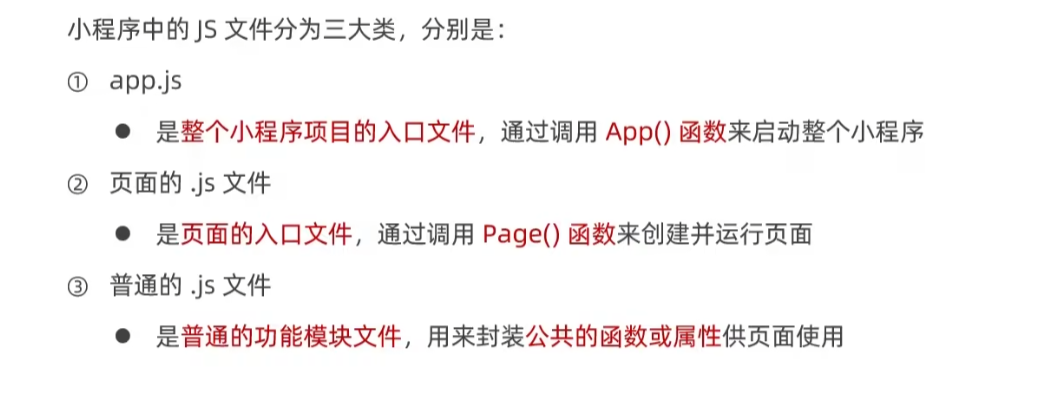 小程序中的 JS 文件分为三大类，分别是：
① app.js
● 是整个小程序项目的入口文件，通过调用 App() 函数来启动整个小程序
② 页面的 .js 文件
● 是页面的入口文件，通过调用 Page() 函数来创建并运行页面
③ 普通的 .js 文件
● 是普通的功能模块文件，用来封装公共的函数或属性供页面使用